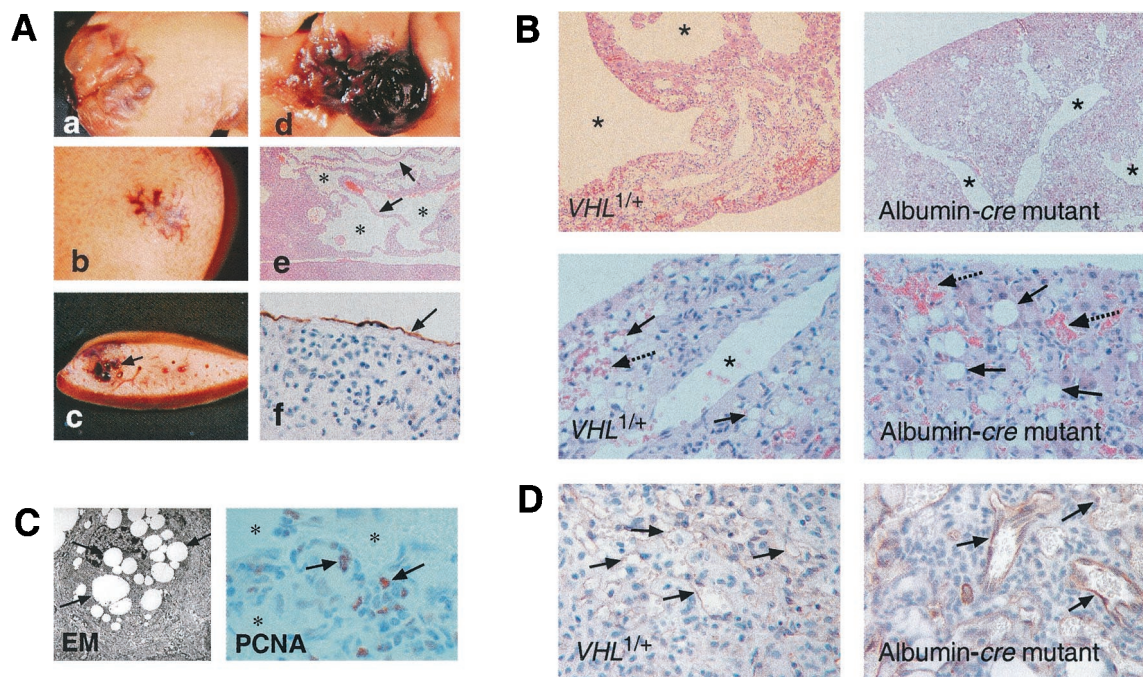 A
a
d
b
e
c
f
B
VHL1/+
Albumin-cre mutant
VHL1/+
Albumin-cre mutant
C
EM
PCNA
D
VHL1/+
Albumin-cre mutant